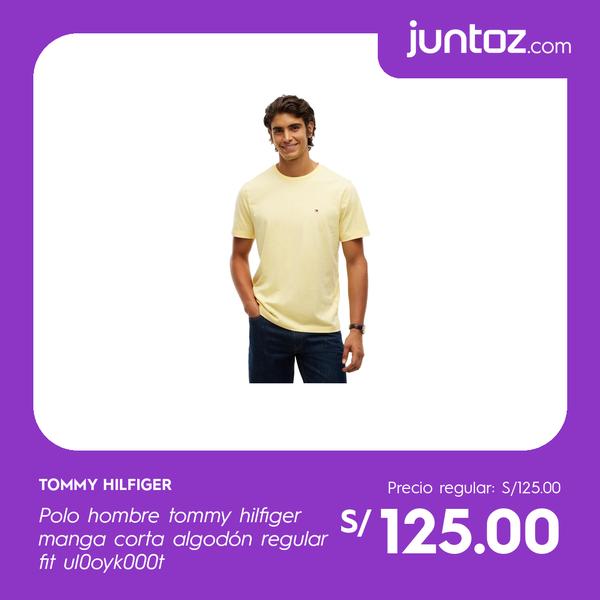 juntoz.com
TOMMY HILFIGER
Polo hombre tommy hilfiger
manga corta algodón regular
fit ul0oyk000t
Precio regular: S/125.00
S/125.00